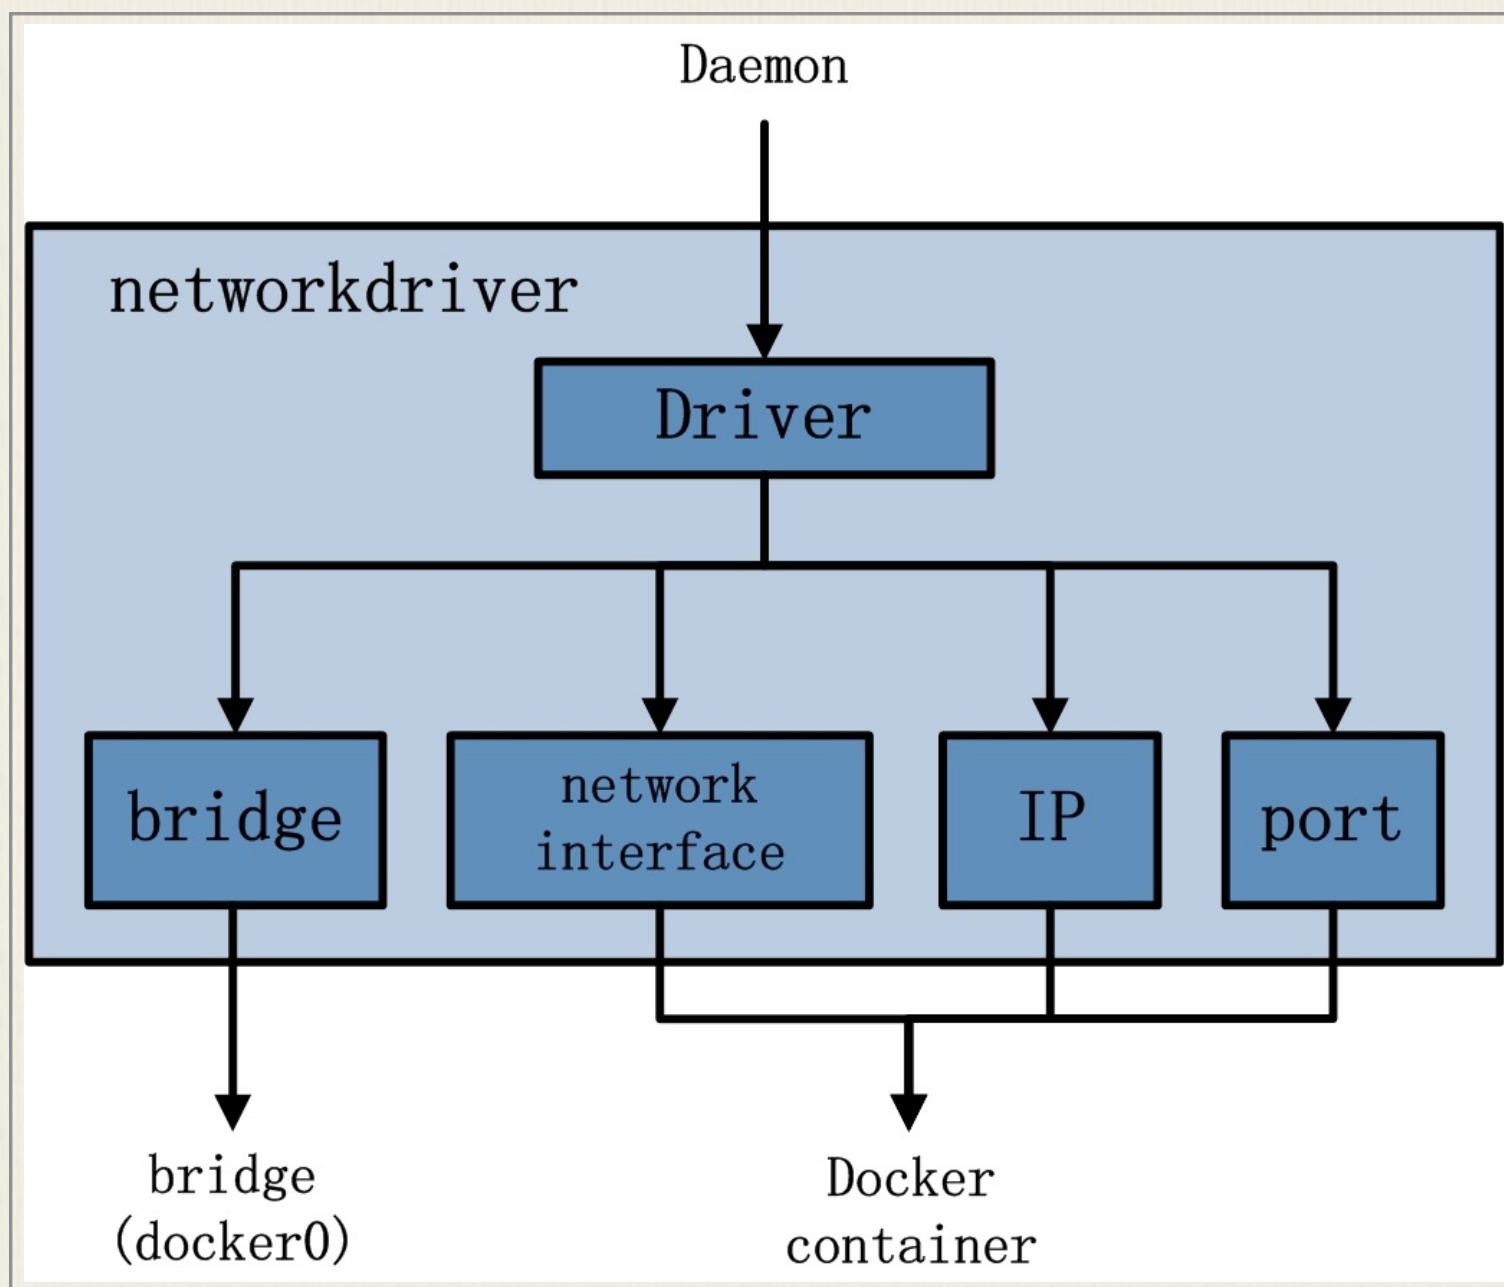 Daemon
networkdriver
Driver
bridge
network
interface
IP
port
bridge
(docker0)
Docker
container